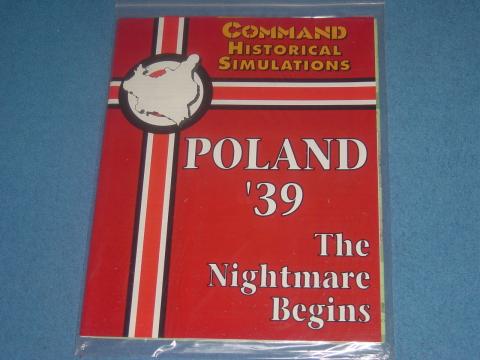 COMMAND
HISTORICAL
SIMULATIONS
POLAND
'39
The
Nightmare
Begins